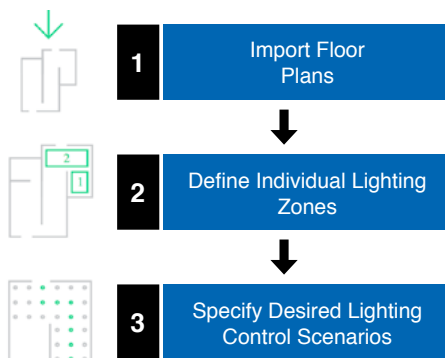 1
Import Floor
Plans
2
1
2
Define Individual Lighting
Zones
3
Specify Desired Lighting
Control Scenarios